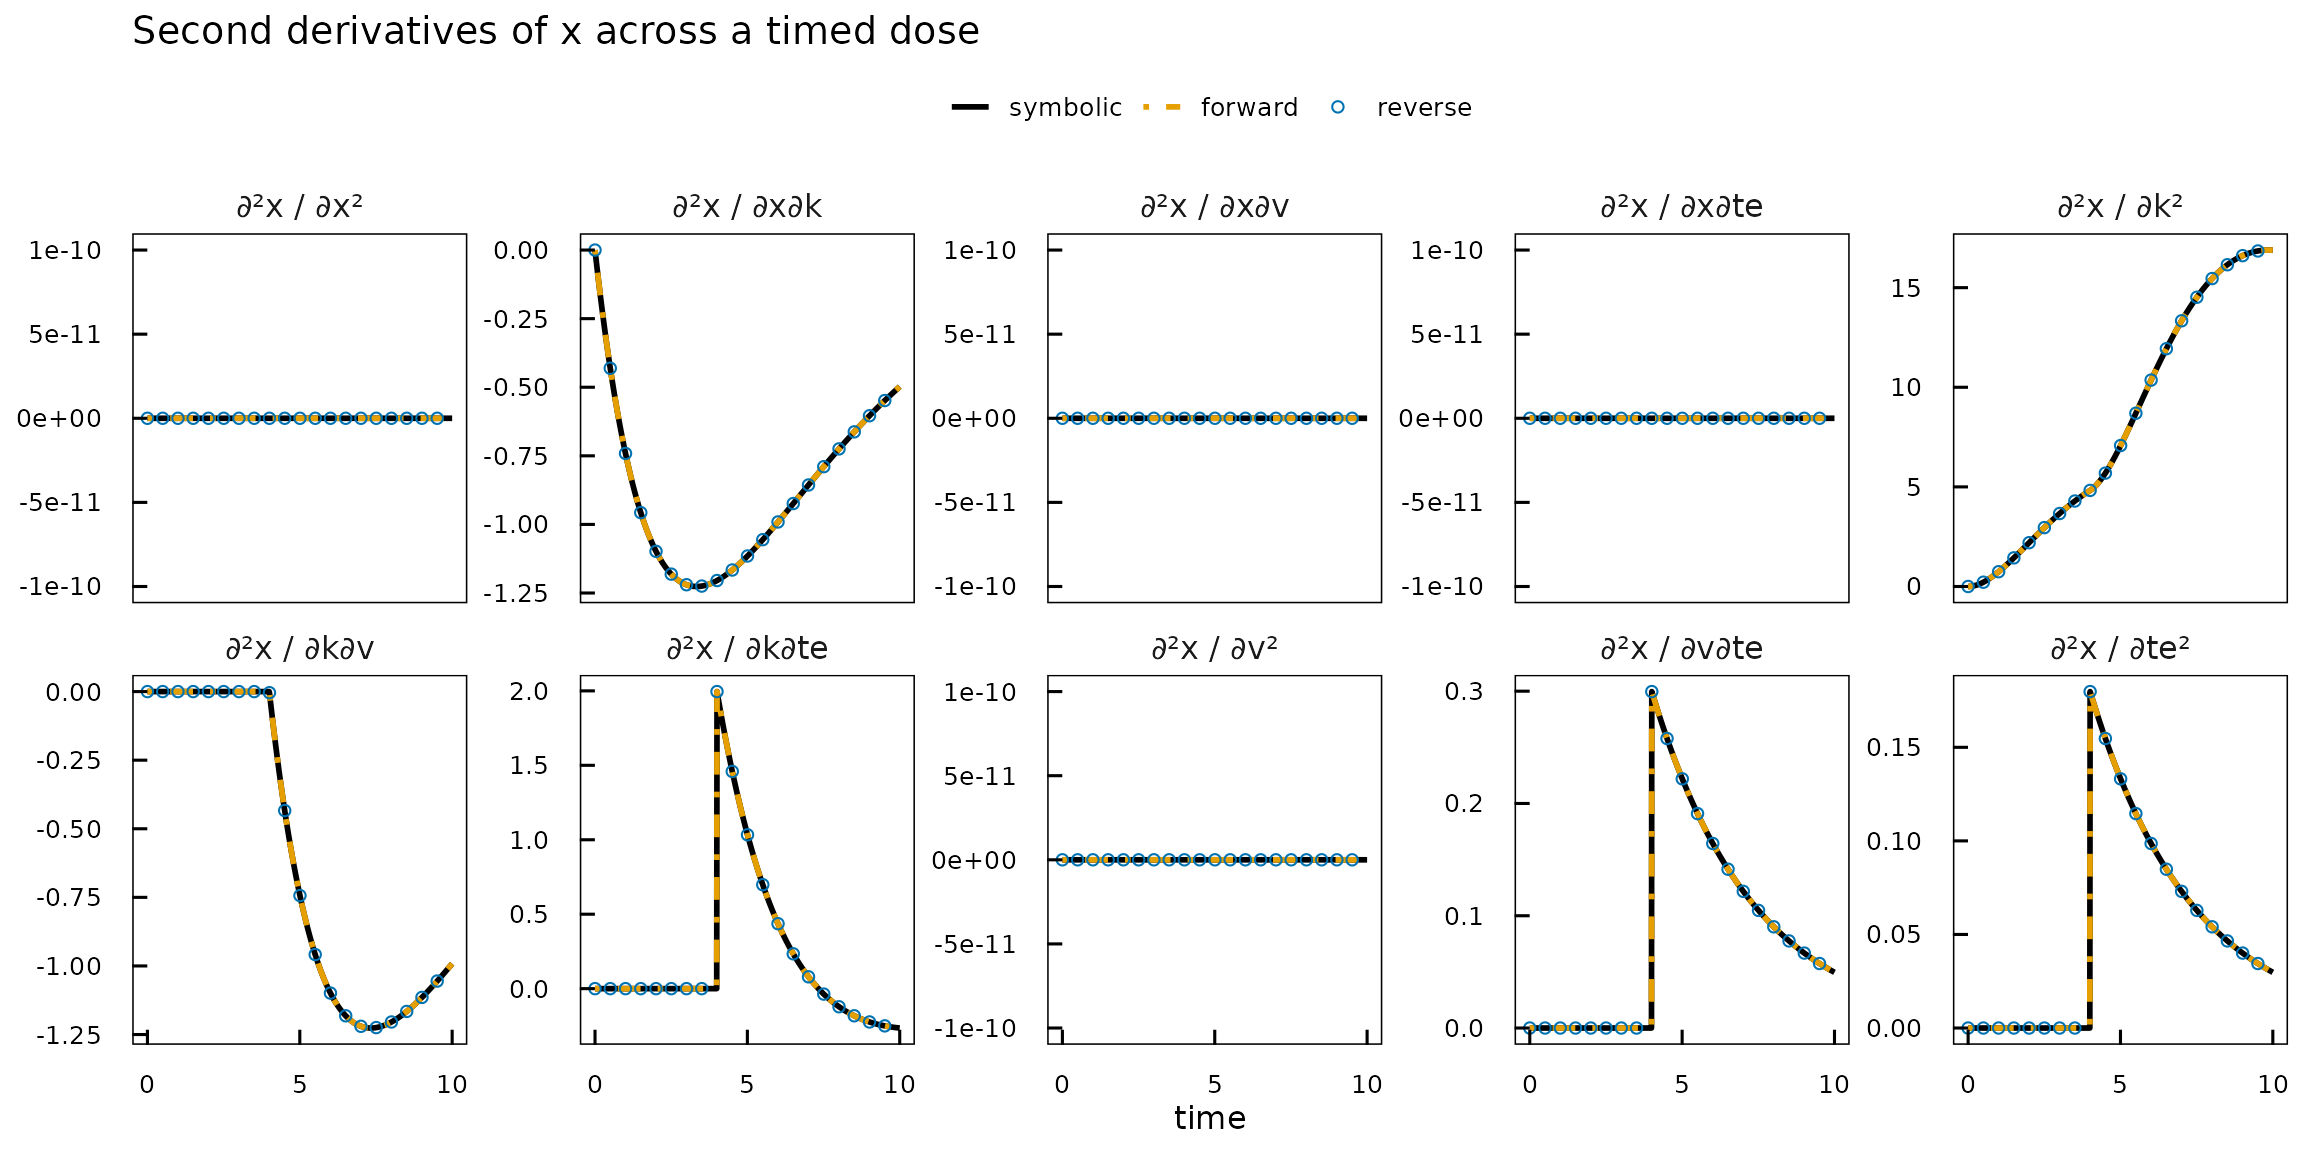 Second derivatives of x across a timed dose
symbolic forward reverse
∂²x / ∂x² ∂²x / ∂x∂k ∂²x / ∂x∂v ∂²x / ∂x∂te ∂²x / ∂k²
1e-10 0.00 1e-10 1e-10
5e-11 -0.25 5e-11 5e-11 15
0e+00 -0.50 0e+00 0e+00 10
-5e-11 -0.75 -5e-11 -5e-11 5
-1e-10 -1.00 -1e-10 -1e-10 0
-1.25
∂²x / ∂k∂v ∂²x / ∂k∂te ∂²x / ∂v² ∂²x / ∂v∂te ∂²x / ∂te²
0.00 2.0 1e-10 0.3
-0.25 1.5 5e-11 0.2 0.15
-0.50 1.0 0e+00 0.1 0.10
-0.75 0.5 -5e-11 0.0 0.05
-1.00 0.0 -1e-10 0.00
-1.25
0 5 10 0 5 10 0 5 10 0 5 10 0 5 10
time